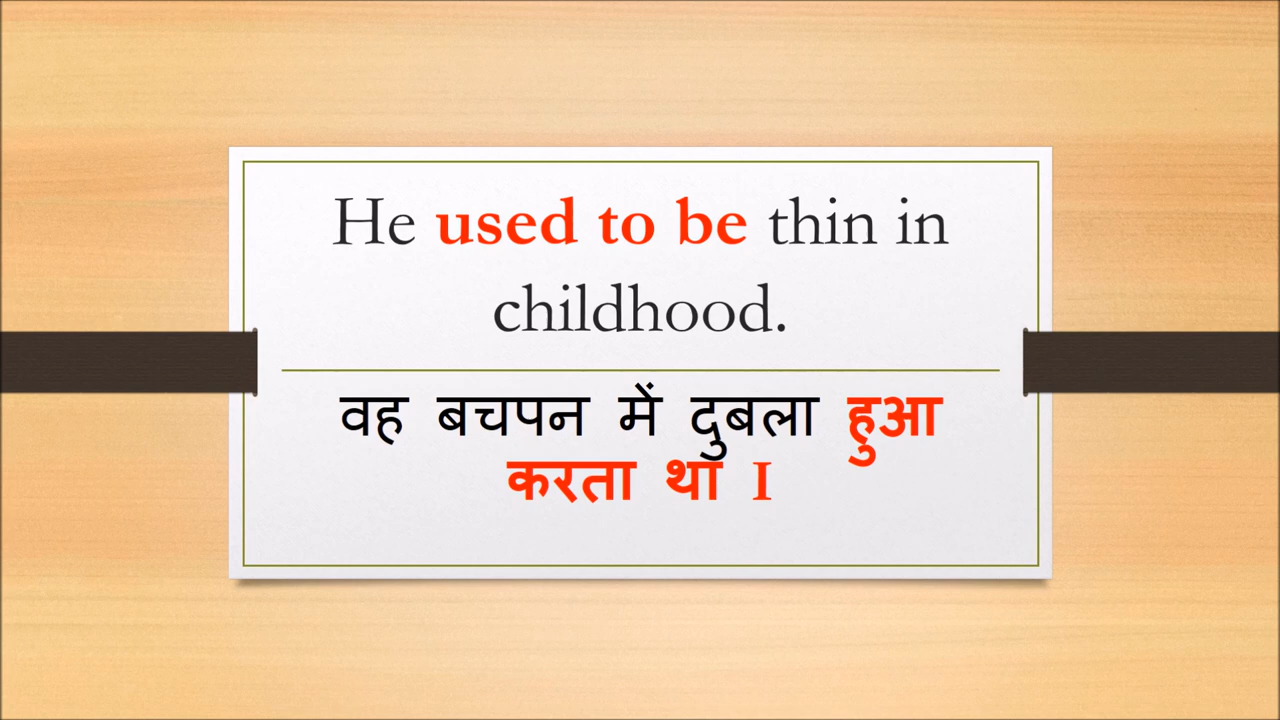 He used to be thin in
childhood.
वह बचपन में दुबला हुआ
करता था I